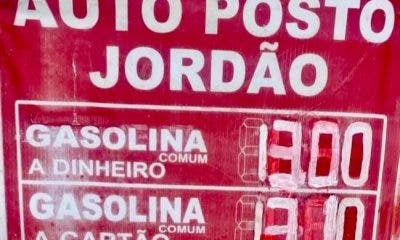 AUTO POSTO
JORDÃO
GASOLINA
COMUM
A DINHEIRO
13.00
GASOLINA
COMUM
A CARTÃO